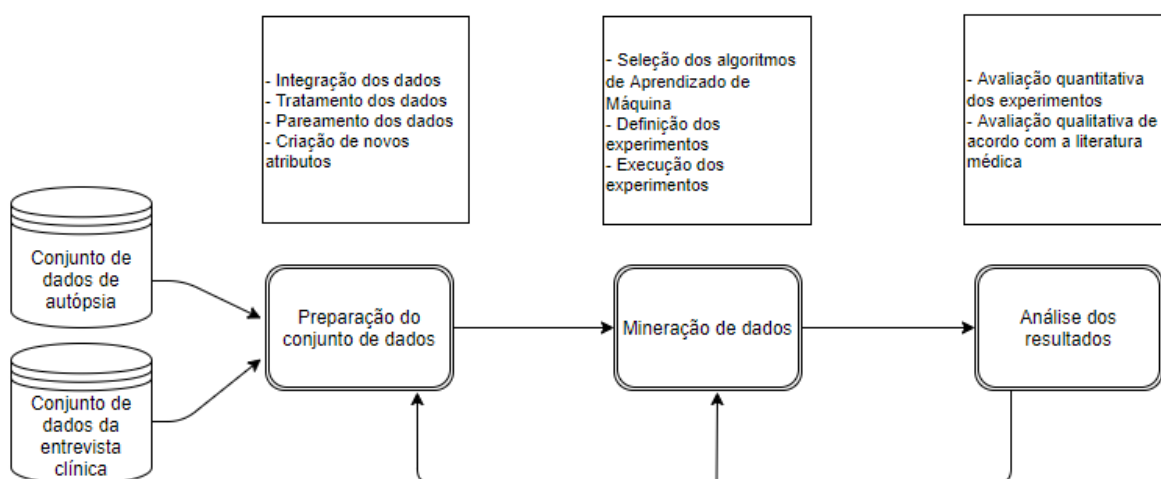 - Integração dos dados
- Tratamento dos dados
- Pareamento dos dados
- Criação de novos
atributos
- Seleção dos algoritmos
de Aprendizado de
Máquina
- Definição dos
experimentos
- Execução dos
experimentos
- Avaliação quantitativa
dos experimentos
- Avaliação qualitativa de
acordo com a literatura
médica
Conjunto de
dados de
autópsia
Conjunto de
dados da
entrevista
clínica
Preparação do
conjunto de dados
Mineração de dados
Análise dos
resultados